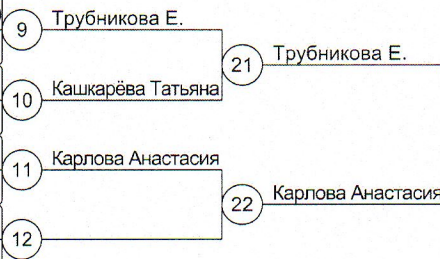 9 Трубникова Е.
21 Трубникова Е.
10 Кашкарёва Татьяна
11 Карлова Анастасия
22 Карлова Анастасия
12